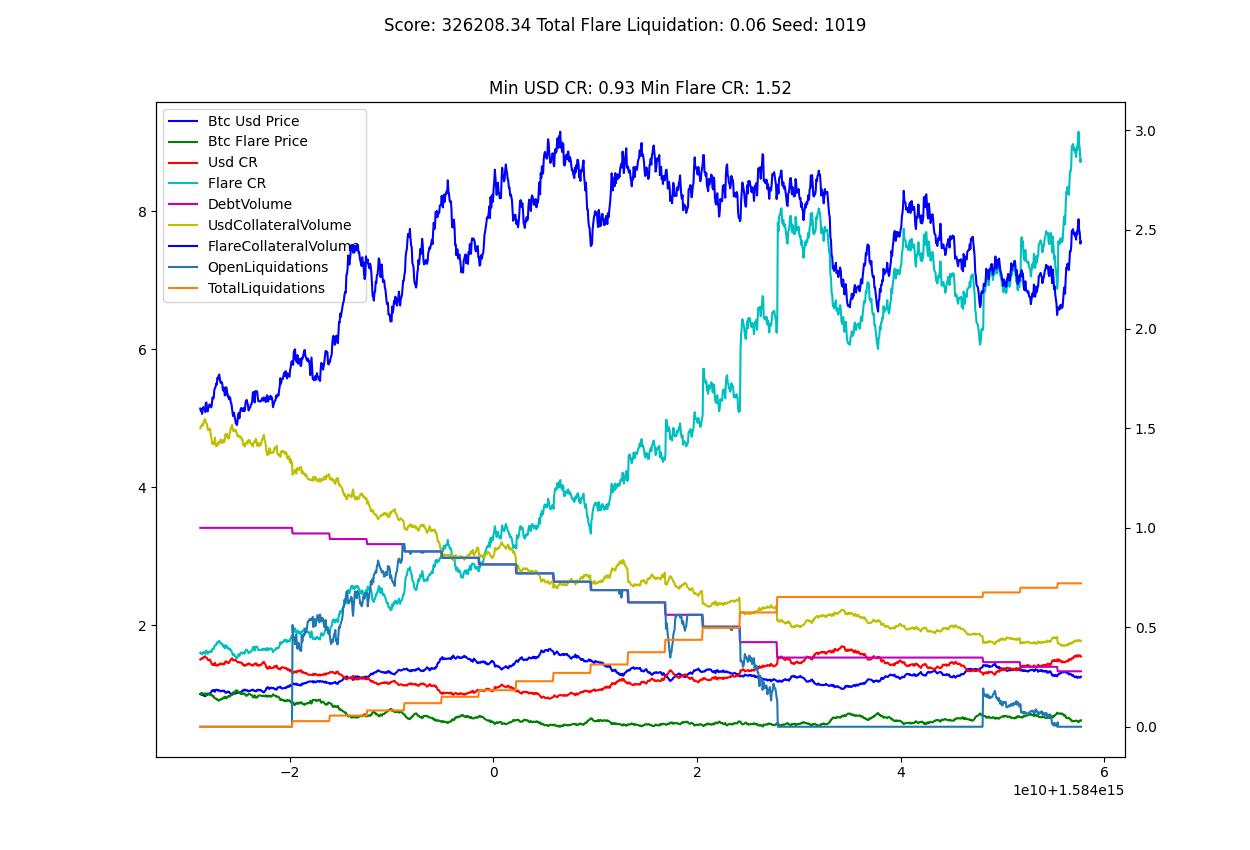 Score: 326208.34 Total Flare Liquidation: 0.06 Seed: 1019
Min USD CR: 0.93 Min Flare CR: 1.52
Btc Usd Price
Btc Flare Price
Usd CR
Flare CR
DebtVolume
UsdCollateralVolume
FlareCollateralVolume
OpenLiquidations
TotalLiquidations
8
6
4
2
3.0
2.5
2.0
1.5
1.0
0.5
0.0
−2
0
2
4
6
1e10+1.584e15